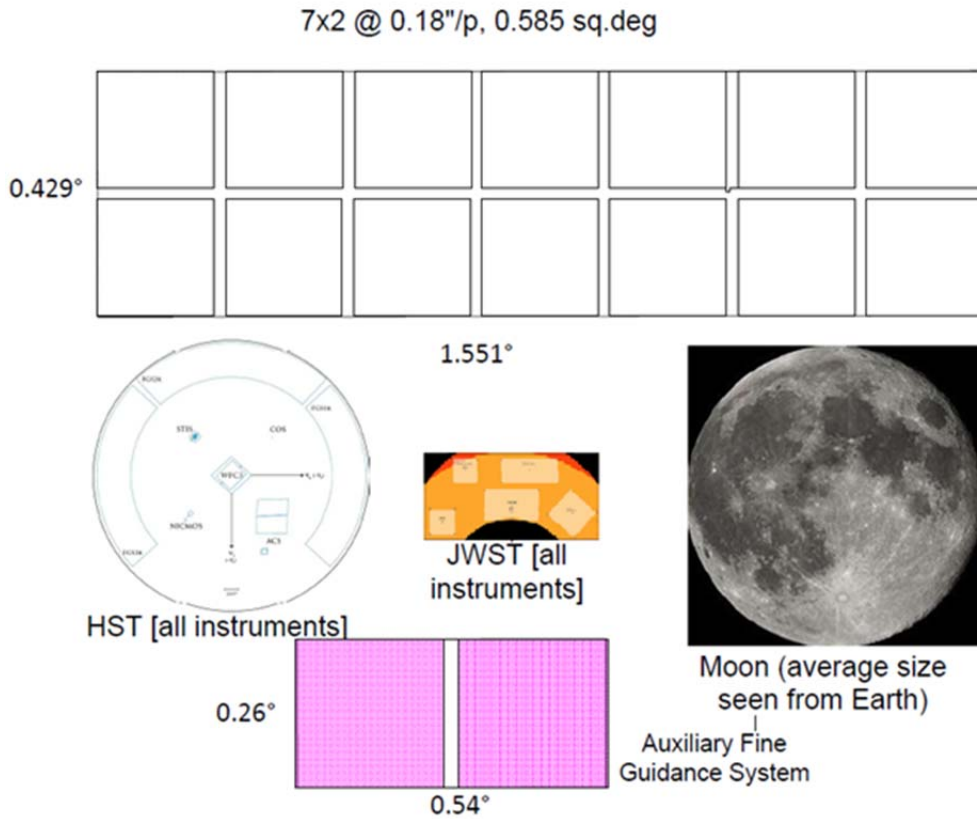 7x2 @ 0.18"/p, 0.585 sq.deg
0.429°
1.551°
STIS
COS
WFC3
NICMOS
ACS
HST [all instruments]
JWST [all
instruments]
Moon (average size
seen from Earth)
0.26°
0.54°
Auxiliary Fine
Guidance System